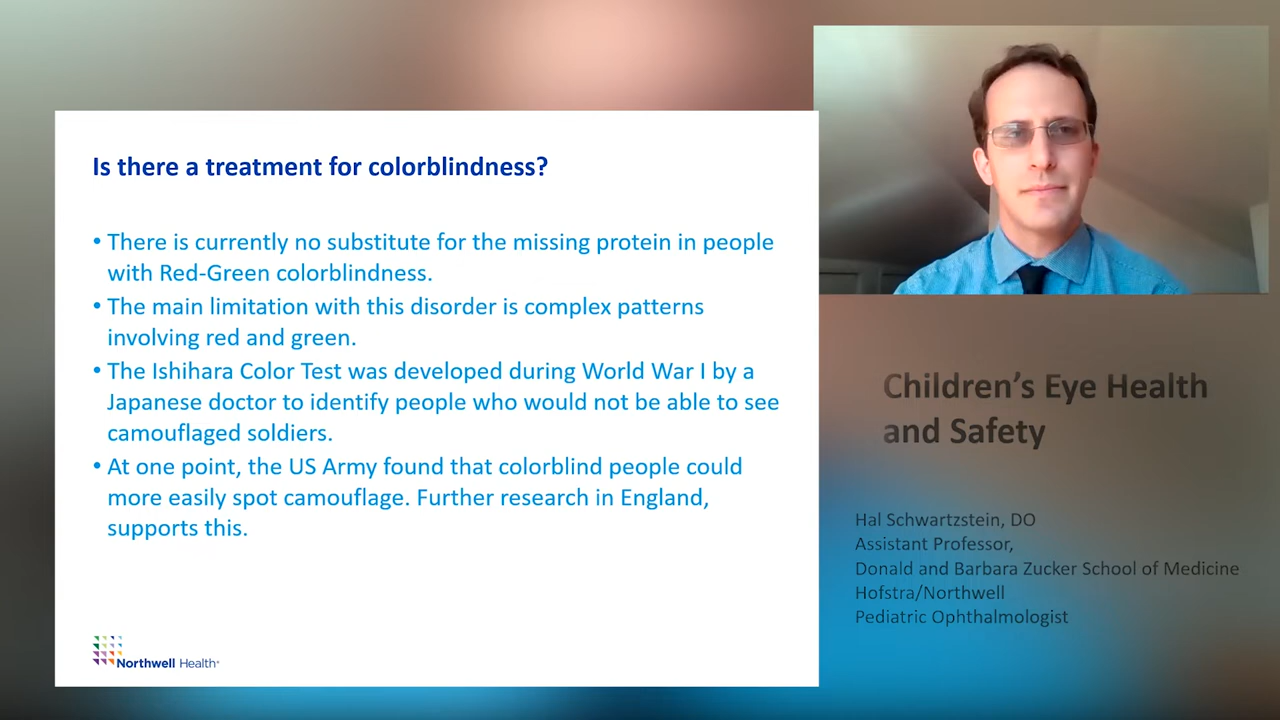 Is there a treatment for colorblindness?
• There is currently no substitute for the missing protein in people
with Red-Green colorblindness.
• The main limitation with this disorder is complex patterns
involving red and green.
• The Ishihara Color Test was developed during World War I by a
Japanese doctor to identify people who would not be able to see
camouflaged soldiers.
• At one point, the US Army found that colorblind people could
more easily spot camouflage. Further research in England,
supports this.
Northwell Health
Children’s Eye Health
and Safety
Hal Schwartzstein, DO
Assistant Professor,
Donald and Barbara Zucker School of Medicine
Hofstra/Northwell
Pediatric Ophthalmologist